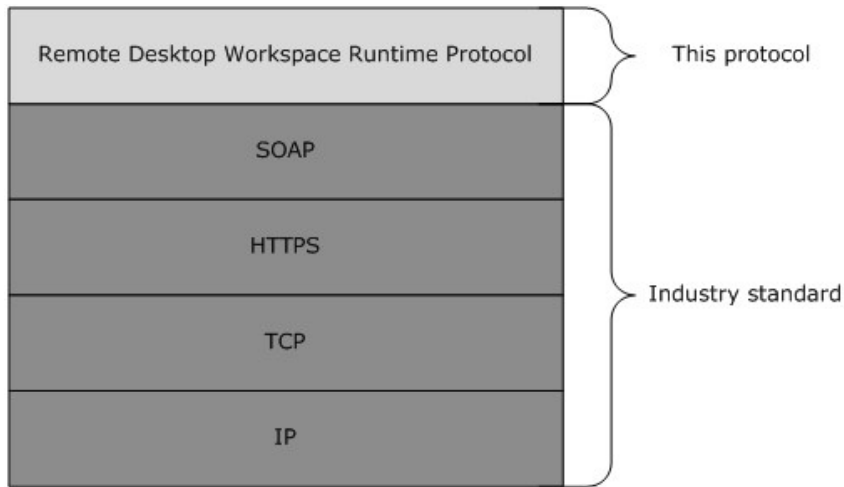 Remote Desktop Workspace Runtime Protocol
This protocol
SOAP
HTTPS
Industry standard
TCP
IP